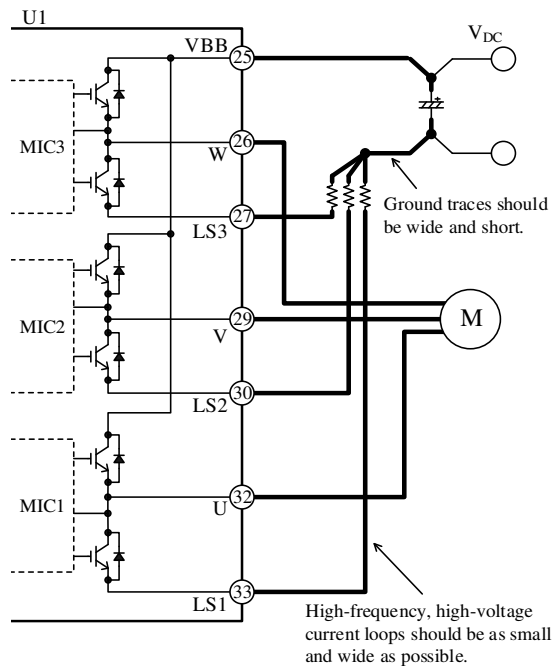 U1
VBB
25
V_DC
MIC3
W
26
27
LS3
Ground traces should
be wide and short.
MIC2
V
29
M
30
LS2
MIC1
U
32
33
LS1
High-frequency, high-voltage
current loops should be as small
and wide as possible.